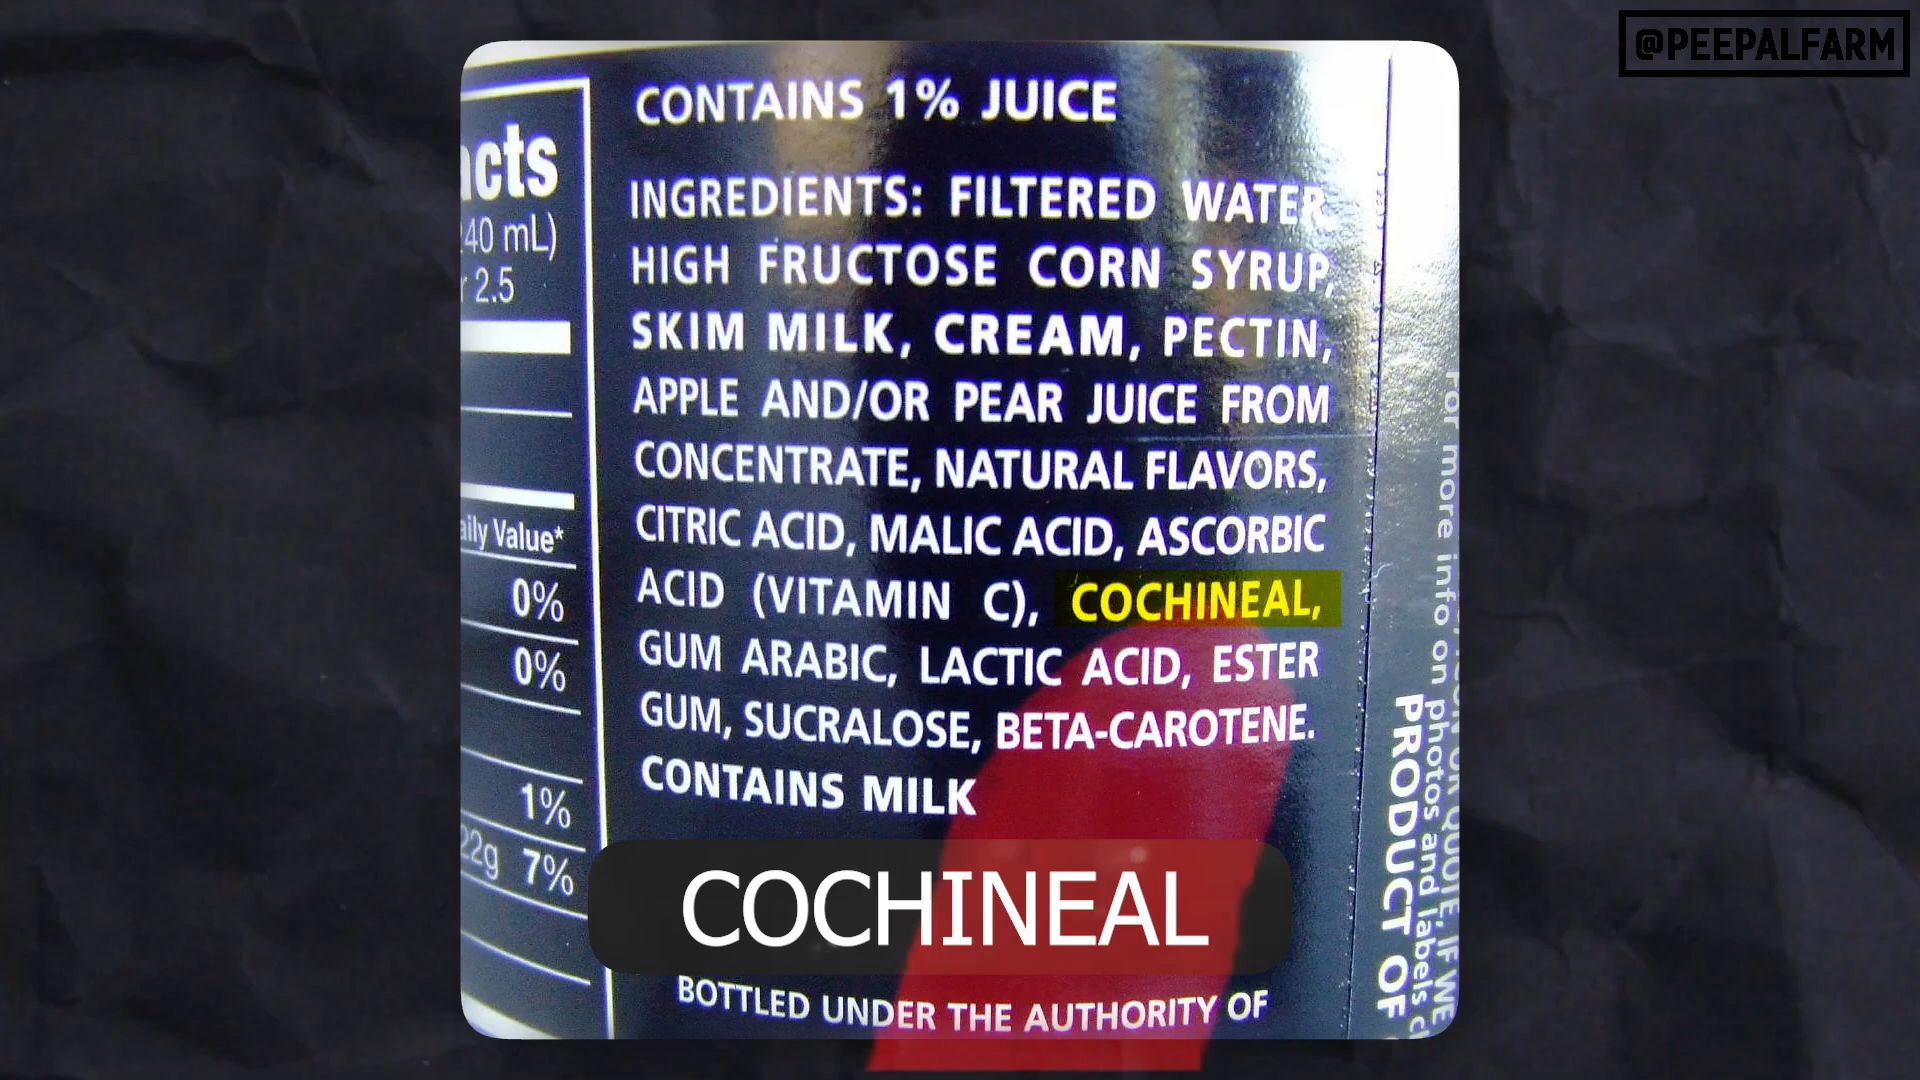 @PEEPALFARM
acts
40 mL)
r 2.5
aily Value*
0%
0%
1%
22g 7%
CONTAINS 1% JUICE
INGREDIENTS: FILTERED WATER,
HIGH FRUCTOSE CORN SYRUP,
SKIM MILK, CREAM, PECTIN,
APPLE AND/OR PEAR JUICE FROM
CONCENTRATE, NATURAL FLAVORS,
CITRIC ACID, MALIC ACID, ASCORBIC
ACID (VITAMIN C), COCHINEAL,
GUM ARABIC, LACTIC ACID, ESTER
GUM, SUCRALOSE, BETA-CAROTENE.
CONTAINS MILK
COCHINEAL
BOTTLED UNDER THE AUTHORITY OF
For more info on photos and labels
PRODUCT OF